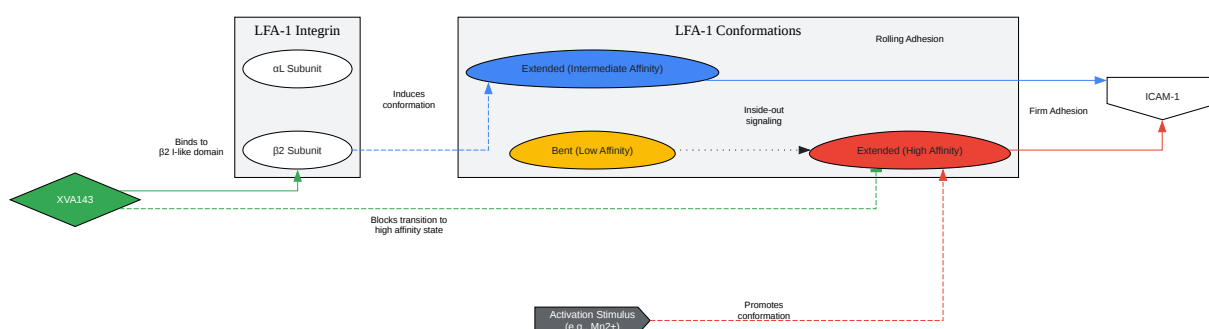 LFA-1 Integrin
LFA-1 Conformations
Rolling Adhesion
αL Subunit
Extended (Intermediate Affinity)
Induces
conformation
ICAM-1
Inside-out
signaling
Firm Adhesion
Binds to
β2 I-like domain
β2 Subunit
Bent (Low Affinity)
Extended (High Affinity)
XVA143
Blocks transition to
high affinity state
Promotes
conformation
Activation Stimulus
(e.g., Mn2+)